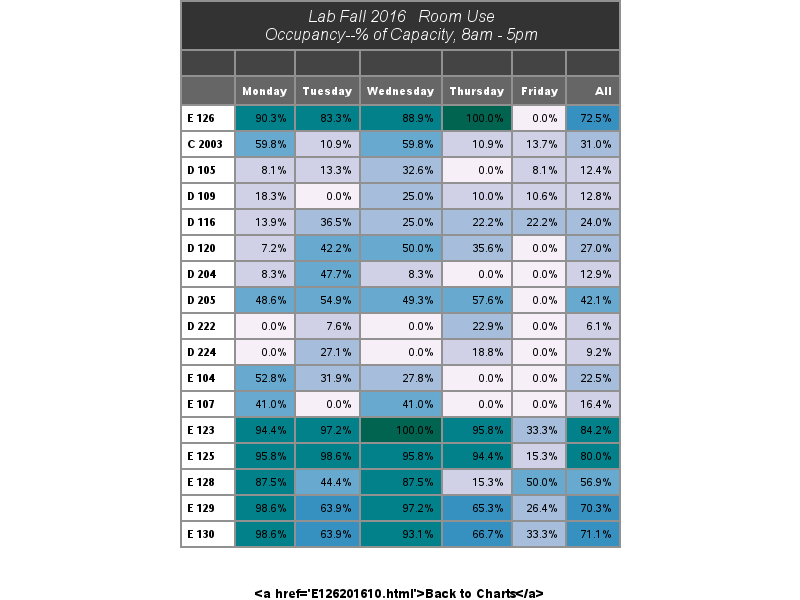 Lab Fall 2016 Room Use
Occupancy--% of Capacity, 8am - 5pm
Monday Tuesday Wednesday Thursday Friday All
E 126 90.3% 83.3% 88.9% 100.0% 0.0% 72.5%
C 2003 59.8% 10.9% 59.8% 10.9% 13.7% 31.0%
D 105 8.1% 13.3% 32.6% 0.0% 8.1% 12.4%
D 109 18.3% 0.0% 25.0% 10.0% 10.6% 12.8%
D 116 13.9% 36.5% 25.0% 22.2% 22.2% 24.0%
D 120 7.2% 42.2% 50.0% 35.6% 0.0% 27.0%
D 204 8.3% 47.7% 8.3% 0.0% 0.0% 12.9%
D 205 48.6% 54.9% 49.3% 57.6% 0.0% 42.1%
D 222 0.0% 7.6% 0.0% 22.9% 0.0% 6.1%
D 224 0.0% 27.1% 0.0% 18.8% 0.0% 9.2%
E 104 52.8% 31.9% 27.8% 0.0% 0.0% 22.5%
E 107 41.0% 0.0% 41.0% 0.0% 0.0% 16.4%
E 123 94.4% 97.2% 100.0% 95.8% 33.3% 84.2%
E 125 95.8% 98.6% 95.8% 94.4% 15.3% 80.0%
E 128 87.5% 44.4% 87.5% 15.3% 50.0% 56.9%
E 129 98.6% 63.9% 97.2% 65.3% 26.4% 70.3%
E 130 98.6% 63.9% 93.1% 66.7% 33.3% 71.1%
&lt;a href='E126201610.html'&gt;Back to Charts&lt;/a&gt;